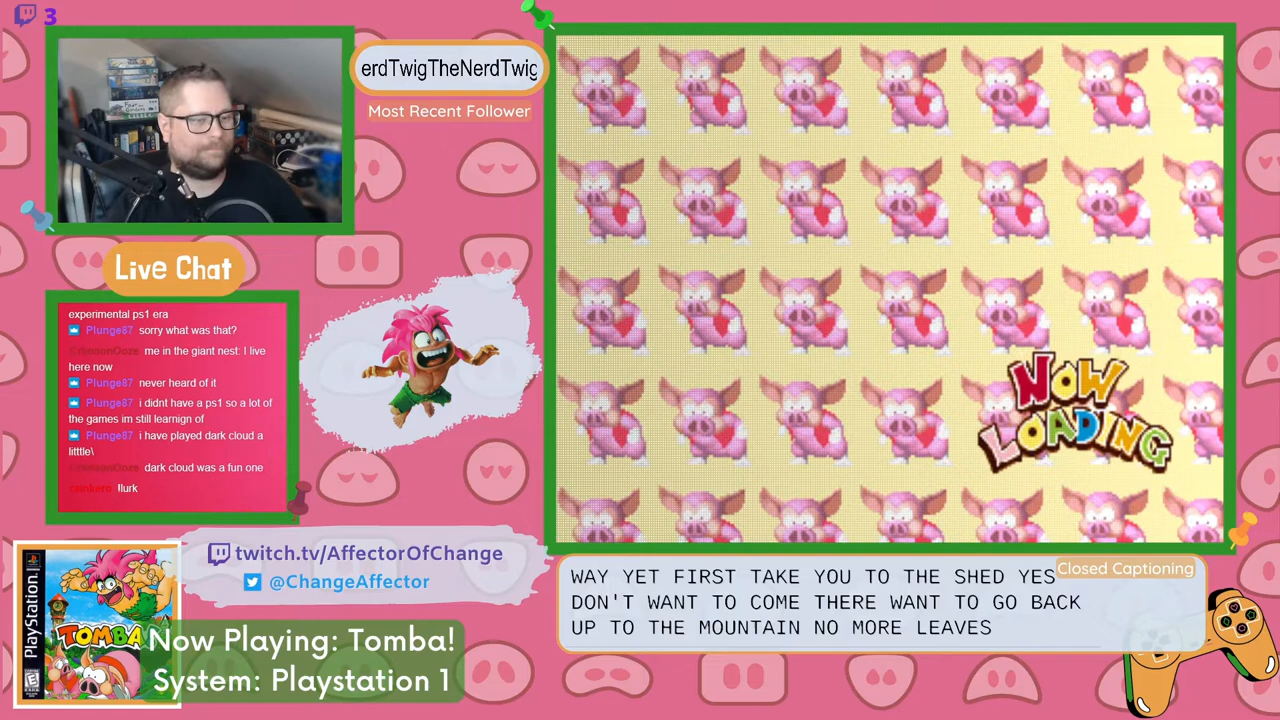 3
erdTwigTheNerdTwig
Most Recent Follower
Live Chat
experimental ps1 era
Plunge87 sorry what was that?
CrimsonOoze me in the giant nest: I live
here now
Plunge87 never heard of it
Plunge87 i didnt have a ps1 so a lot of
the games im still learnign of
Plunge87 i have played dark cloud a
litttle\
CrimsonOoze dark cloud was a fun one
!lurk
NOW
LOADING
twitch.tv/AffectorOfChange
@ChangeAffector
PlayStation
TOMBA
Now Playing: Tomba!
System: Playstation 1
Closed Captioning
WAY YET FIRST TAKE YOU TO THE SHED YES
DON'T WANT TO COME THERE WANT TO GO BACK
UP TO THE MOUNTAIN NO MORE LEAVES